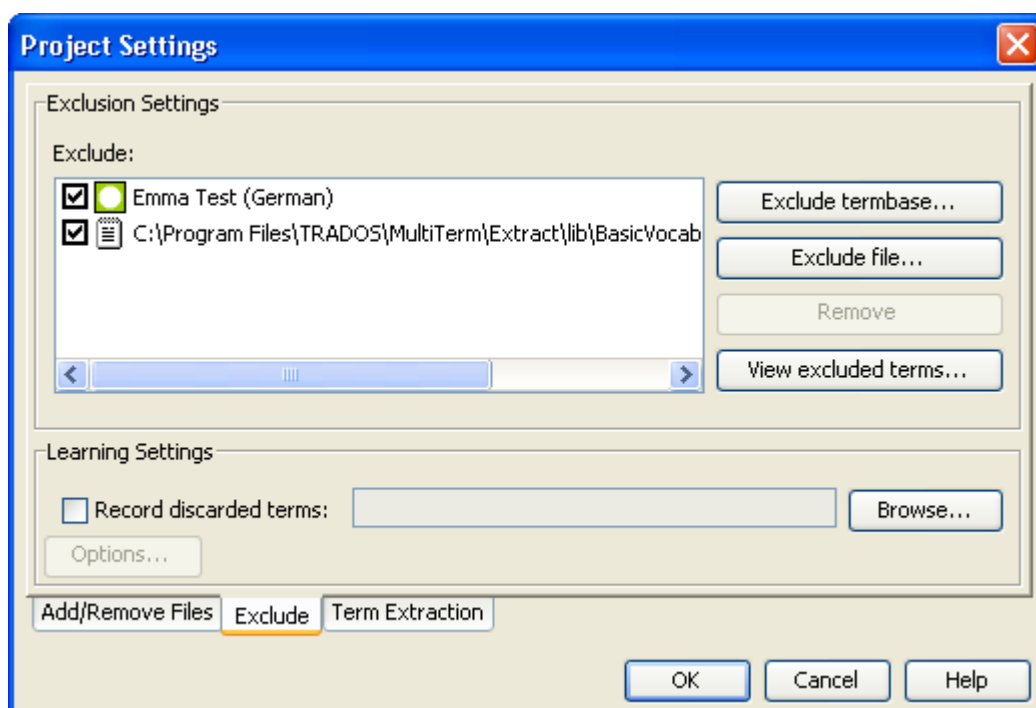 Project Settings
Exclusion Settings
Exclude:
Emma Test (German)
C:\Program Files\TRADOS\MultiTerm\Extract\lib\BasicVocab
Exclude termbase...
Exclude file...
Remove
View excluded terms...
Learning Settings
Record discarded terms:
Browse...
Options...
Add/Remove Files
Exclude
Term Extraction
OK
Cancel
Help